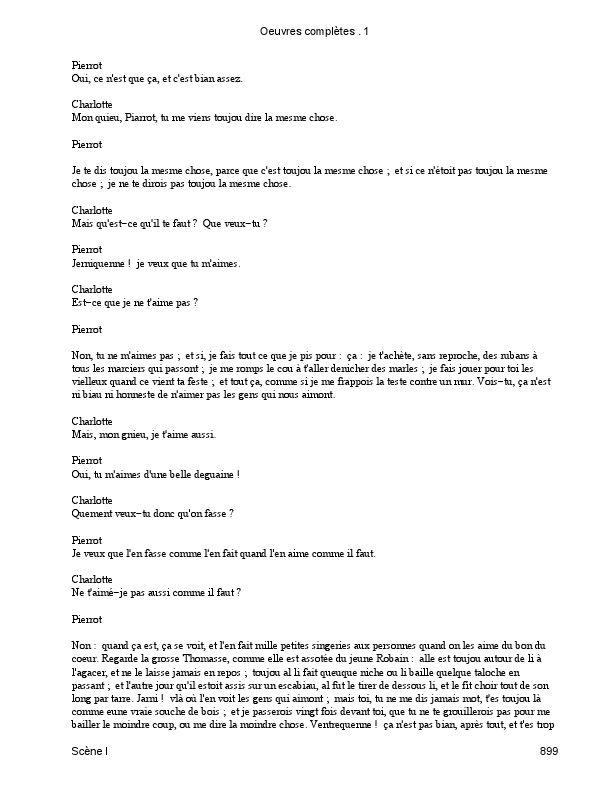 Oeuvres complètes . 1
Pierrot
Oui, ce n'est que ça, et c'est bian assez.
Charlotte
Mon quieu, Piarrot, tu me viens toujou dire la mesme chose.
Pierrot
Je te dis toujou la mesme chose, parce que c'est toujou la mesme chose ; et si ce n'étoit pas toujou la mesme
chose ; je ne te dirois pas toujou la mesme chose.
Charlotte
Mais qu'est−ce qu'il te faut ? Que veux−tu ?
Pierrot
Jerniquenne ! je veux que tu m'aimes.
Charlotte
Est−ce que je ne t'aime pas ?
Pierrot
Non, tu ne m'aimes pas ; et si, je fais tout ce que je pis pour : ça : je t'achète, sans reproche, des rubans à
tous les marciers qui passont ; je me romps le cou à t'aller denicher des marles ; je fais jouer pour toi les
vielleux quand ce vient ta feste ; et tout ça, comme si je me frappois la teste contre un mur. Vois−tu, ça n'est
ni biau ni honneste de n'aimer pas les gens qui nous aimont.
Charlotte
Mais, mon gnieu, je t'aime aussi.
Pierrot
Oui, tu m'aimes d'une belle deguaine !
Charlotte
Quement veux−tu donc qu'on fasse ?
Pierrot
Je veux que l'en fasse comme l'en fait quand l'en aime comme il faut.
Charlotte
Ne t'aimé−je pas aussi comme il faut ?
Pierrot
Non : quand ça est, ça se voit, et l'en fait mille petites singeries aux personnes quand on les aime du bon du
coeur. Regarde la grosse Thomasse, comme elle est assotée du jeune Robain : alle est toujou autour de li à
l'agacer, et ne le laisse jamais en repos ; toujou al li fait queuque niche ou li baille quelque taloche en
passant ; et l'autre jour qu'il estoit assis sur un escabiau, al fut le tirer de dessous li, et le fit choir tout de son
long par tarre. Jarni ! vlà où l'en voit les gens qui aimont ; mais toi, tu ne me dis jamais mot, t'es toujou là
comme eune vraie souche de bois ; et je passerois vingt fois devant toi, que tu ne te grouillerois pas pour me
bailler le moindre coup, ou me dire la moindre chose. Ventrequenne ! ça n'est pas bian, après tout, et t'es trop
Scène I
899